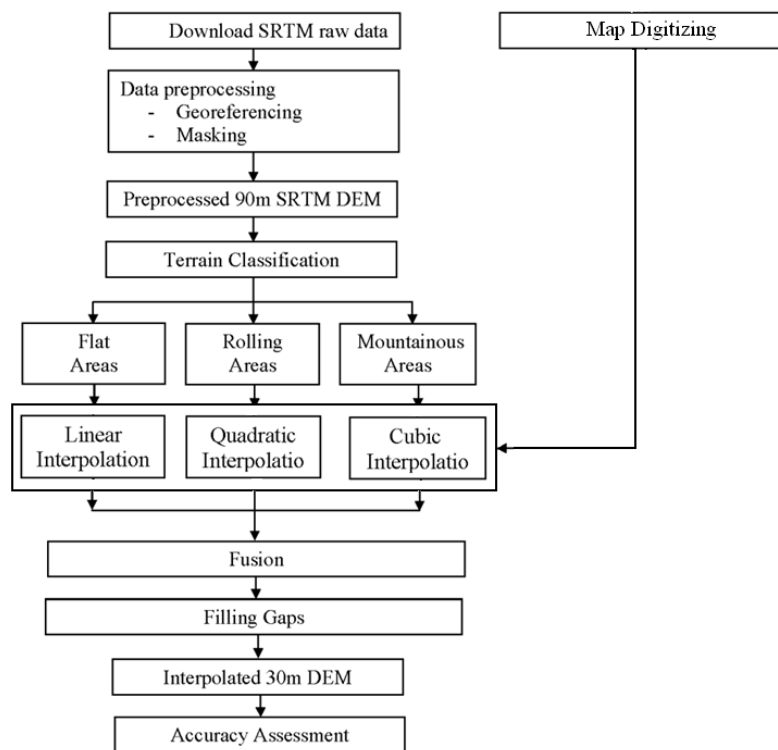 Download SRTM raw data
Map Digitizing
Data preprocessing
- Georeferencing
- Masking
Preprocessed 90m SRTM DEM
Terrain Classification
Flat
Areas
Rolling
Areas
Mountainous
Areas
Linear
Interpolation
Quadratic
Interpolatio
Cubic
Interpolatio
Fusion
Filling Gaps
Interpolated 30m DEM
Accuracy Assessment